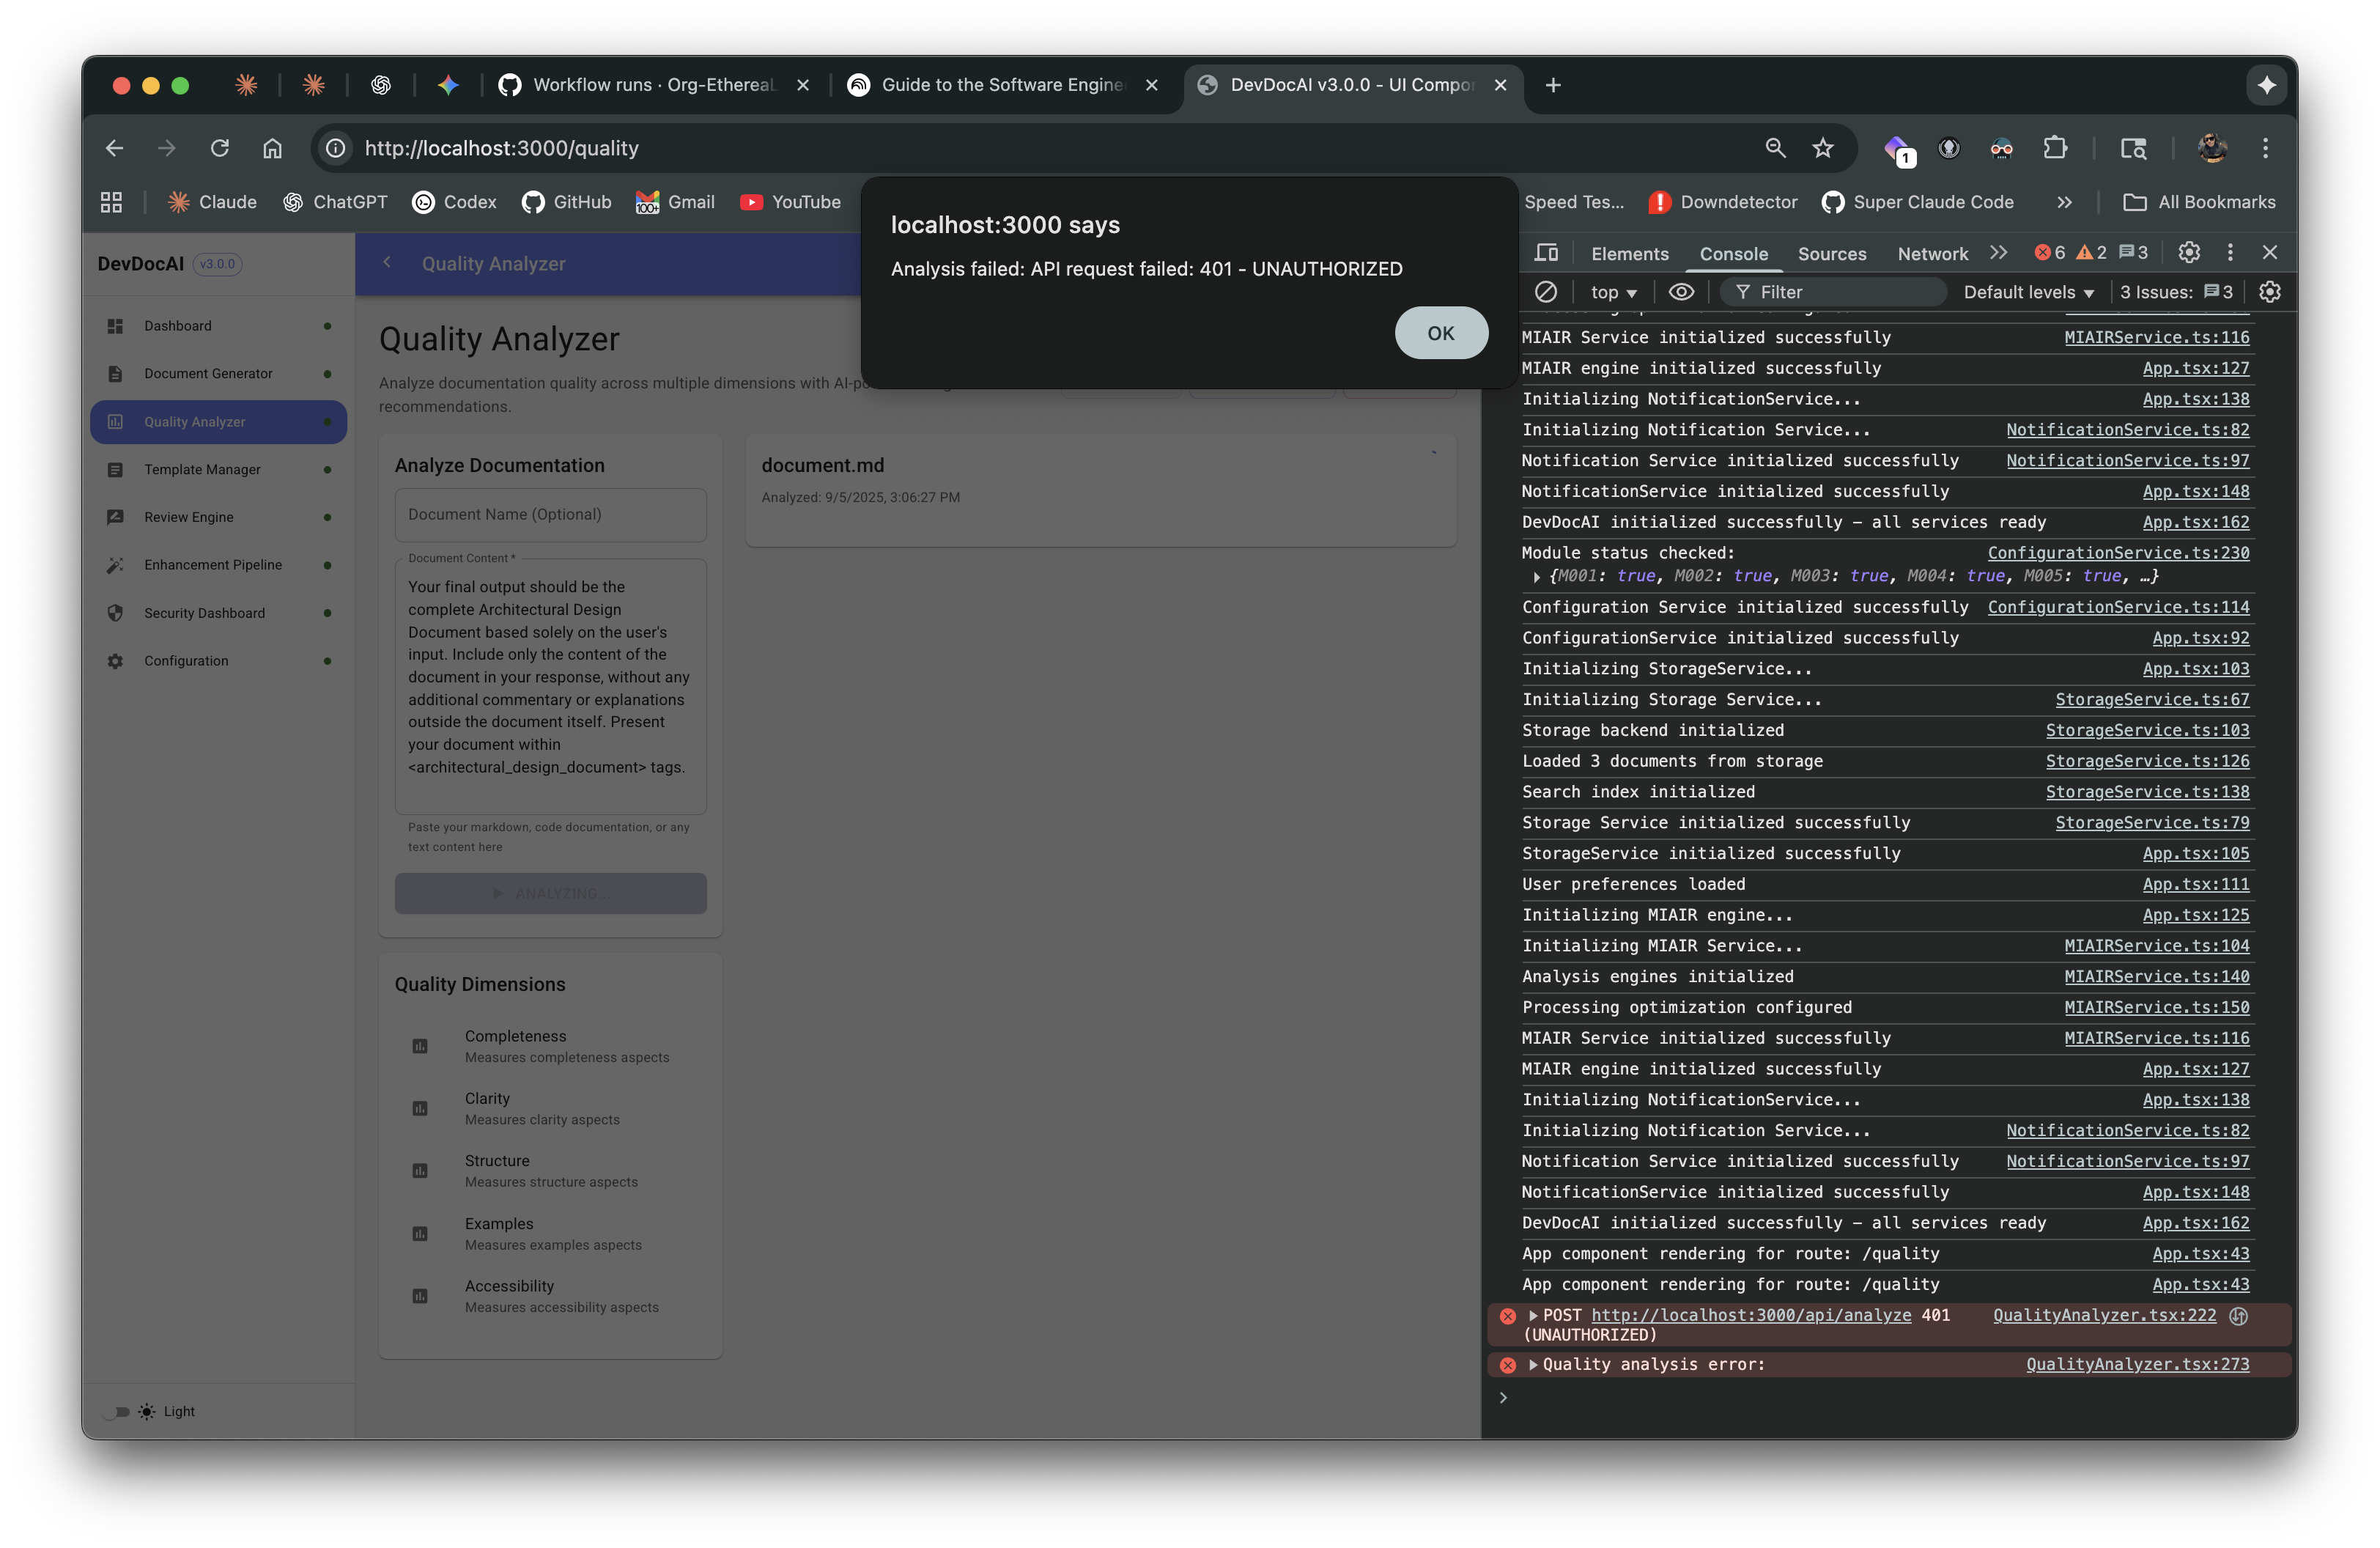 Workflow runs · Org-EthereaL
Guide to the Software Engine
DevDocAI v3.0.0 - UI Compor
http://localhost:3000/quality
1
Claude
ChatGPT
Codex
GitHub
100+
Gmail
YouTube
Speed Tes...
Downdetector
Super Claude Code
All Bookmarks
localhost:3000 says
Analysis failed: API request failed: 401 - UNAUTHORIZED
OK
DevDocAI v3.0.0
Dashboard
Document Generator
Quality Analyzer
Template Manager
Review Engine
Enhancement Pipeline
Security Dashboard
Configuration
Light
Quality Analyzer
Quality Analyzer
Analyze documentation quality across multiple dimensions with AI-po
recommendations.
Analyze Documentation
Document Name (Optional)
Document Content *
Your final output should be the
complete Architectural Design
Document based solely on the user's
input. Include only the content of the
document in your response, without any
additional commentary or explanations
outside the document itself. Present
your document within
<architectural_design_document> tags.
Paste your markdown, code documentation, or any
text content here
ANALYZING...
document.md
Analyzed: 9/5/2025, 3:06:27 PM
Quality Dimensions
Completeness
Measures completeness aspects
Clarity
Measures clarity aspects
Structure
Measures structure aspects
Examples
Measures examples aspects
Accessibility
Measures accessibility aspects
Elements Console Sources Network 6 2 3
top Filter Default levels 3 Issues: 3
MIAIR Service initialized successfully MIAIRService.ts:116
MIAIR engine initialized successfully App.tsx:127
Initializing NotificationService... App.tsx:138
Initializing Notification Service... NotificationService.ts:82
Notification Service initialized successfully NotificationService.ts:97
NotificationService initialized successfully App.tsx:148
DevDocAI initialized successfully – all services ready App.tsx:162
Module status checked: ConfigurationService.ts:230
{M001: true, M002: true, M003: true, M004: true, M005: true, …}
Configuration Service initialized successfully ConfigurationService.ts:114
ConfigurationService initialized successfully App.tsx:92
Initializing StorageService... App.tsx:103
Initializing Storage Service... StorageService.ts:67
Storage backend initialized StorageService.ts:103
Loaded 3 documents from storage StorageService.ts:126
Search index initialized StorageService.ts:138
Storage Service initialized successfully StorageService.ts:79
StorageService initialized successfully App.tsx:105
User preferences loaded App.tsx:111
Initializing MIAIR engine... App.tsx:125
Initializing MIAIR Service... MIAIRService.ts:104
Analysis engines initialized MIAIRService.ts:140
Processing optimization configured MIAIRService.ts:150
MIAIR Service initialized successfully MIAIRService.ts:116
MIAIR engine initialized successfully App.tsx:127
Initializing NotificationService... App.tsx:138
Initializing Notification Service... NotificationService.ts:82
Notification Service initialized successfully NotificationService.ts:97
NotificationService initialized successfully App.tsx:148
DevDocAI initialized successfully – all services ready App.tsx:162
App component rendering for route: /quality App.tsx:43
App component rendering for route: /quality App.tsx:43
POST http://localhost:3000/api/analyze 401 QualityAnalyzer.tsx:222
(UNAUTHORIZED)
Quality analysis error: QualityAnalyzer.tsx:273